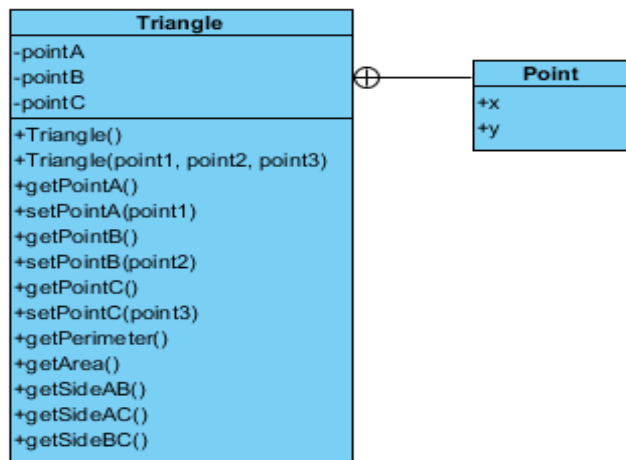 Triangle
-pointA
-pointB
-pointC
+Triangle()
+Triangle(point1, point2, point3)
+getPointA()
+setPointA(point1)
+getPointB()
+setPointB(point2)
+getPointC()
+setPointC(point3)
+getPerimeter()
+getArea()
+getSideAB()
+getSideAC()
+getSideBC()
Point
+x
+y